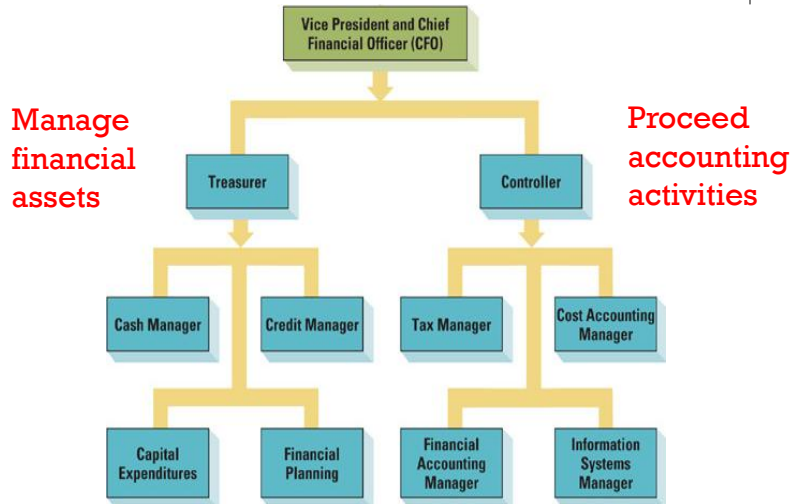 Vice President and Chief
Financial Officer (CFO)
Manage
financial
assets
Proceed
accounting
activities
Treasurer
Controller
Cash Manager
Credit Manager
Tax Manager
Cost Accounting
Manager
Capital
Expenditures
Financial
Planning
Financial
Accounting
Manager
Information
Systems
Manager